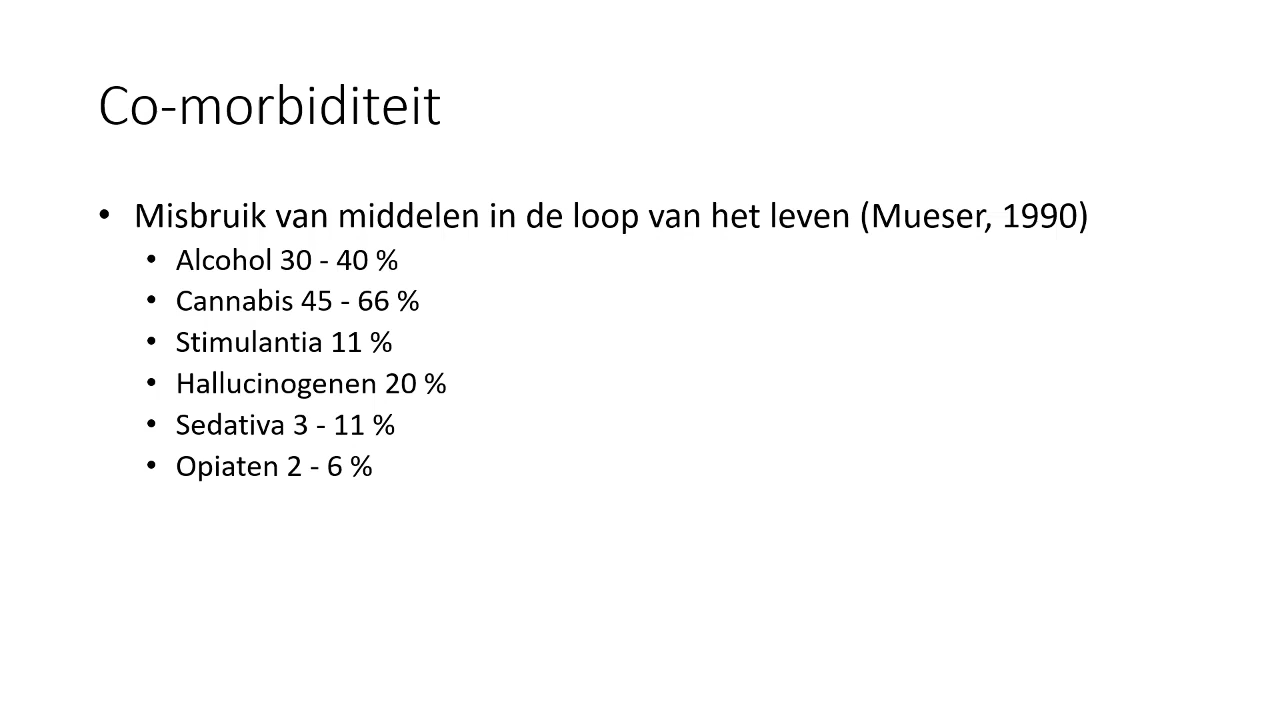 Co-morbiditeit
• Misbruik van middelen in de loop van het leven (Mueser, 1990)
• Alcohol 30 - 40 %
• Cannabis 45 - 66 %
• Stimulantia 11 %
• Hallucinogenen 20 %
• Sedativa 3 - 11 %
• Opiaten 2 - 6 %